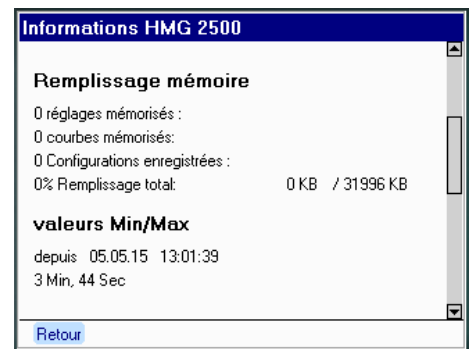 Informations HMG 2500
Remplissage mémoire
0 réglages mémorisés :
0 courbes mémorisés:
0 Configurations enregistrées :
0% Remplissage total: 0 KB / 31996 KB
valeurs Min/Max
depuis 05.05.15 13:01:39
3 Min, 44 Sec
Retour